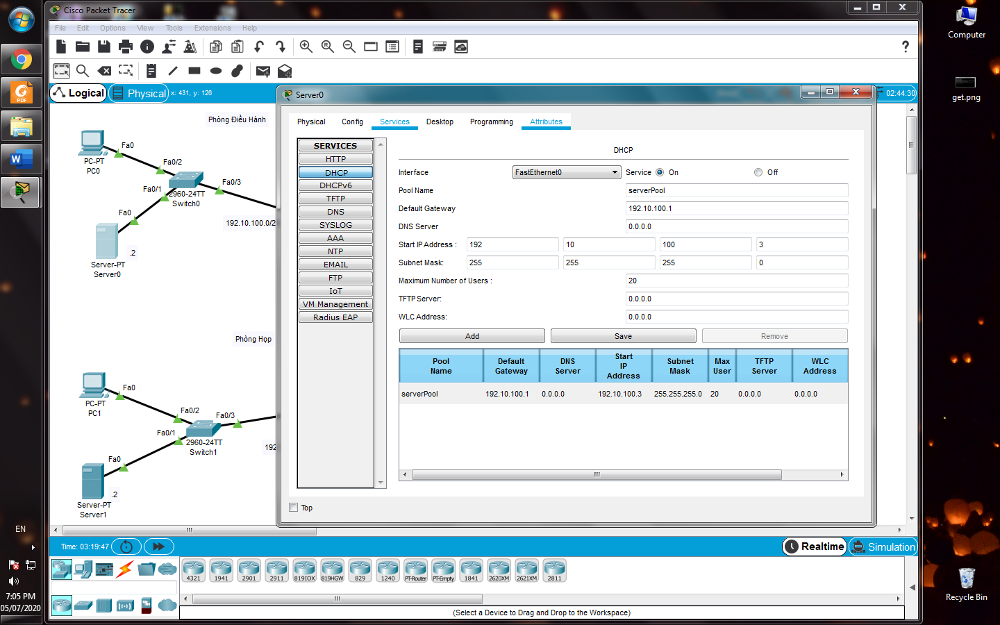 Cisco Packet Tracer
File Edit Options View Tools Extensions Help
?
Logical
Physical
x: 431, y: 126
02:44:30
Phòng Điều Hành
Fa0
PC-PT
PC0
Fa0/2
Fa0/1
2960-24TT
Switch0
Fa0/3
Fa0
192.10.100.0/2
.2
Server-PT
Server0
Phòng Họp
Fa0
PC-PT
PC1
Fa0/2
Fa0/3
Fa0/1
2960-24TT
Switch1
192
Fa0
.2
Server-PT
Server1
Server0
Physical Config Services Desktop Programming Attributes
SERVICES
HTTP
DHCP
DHCPv6
TFTP
DNS
SYSLOG
AAA
NTP
EMAIL
FTP
IoT
VM Management
Radius EAP
DHCP
Interface FastEthernet0 Service On Off
Pool Name serverPool
Default Gateway 192.10.100.1
DNS Server 0.0.0.0
Start IP Address : 192 10 100 3
Subnet Mask: 255 255 255 0
Maximum Number of Users : 20
TFTP Server: 0.0.0.0
WLC Address: 0.0.0.0
Add Save Remove
Pool Name Default Gateway DNS Server Start IP Address Subnet Mask Max User TFTP Server WLC Address
serverPool 192.10.100.1 0.0.0.0 192.10.100.3 255.255.255.0 20 0.0.0.0 0.0.0.0
Top
Time: 03:19:47
Realtime
Simulation
4321 1941 2901 2911 819IOX 819HGW 829 1240 PT-Router PT-Empty 1841 2620XM 2621XM 2811
(Select a Device to Drag and Drop to the Workspace)
PDF
W
EN
7:05 PM
05/07/2020
Computer
get.png
Recycle Bin